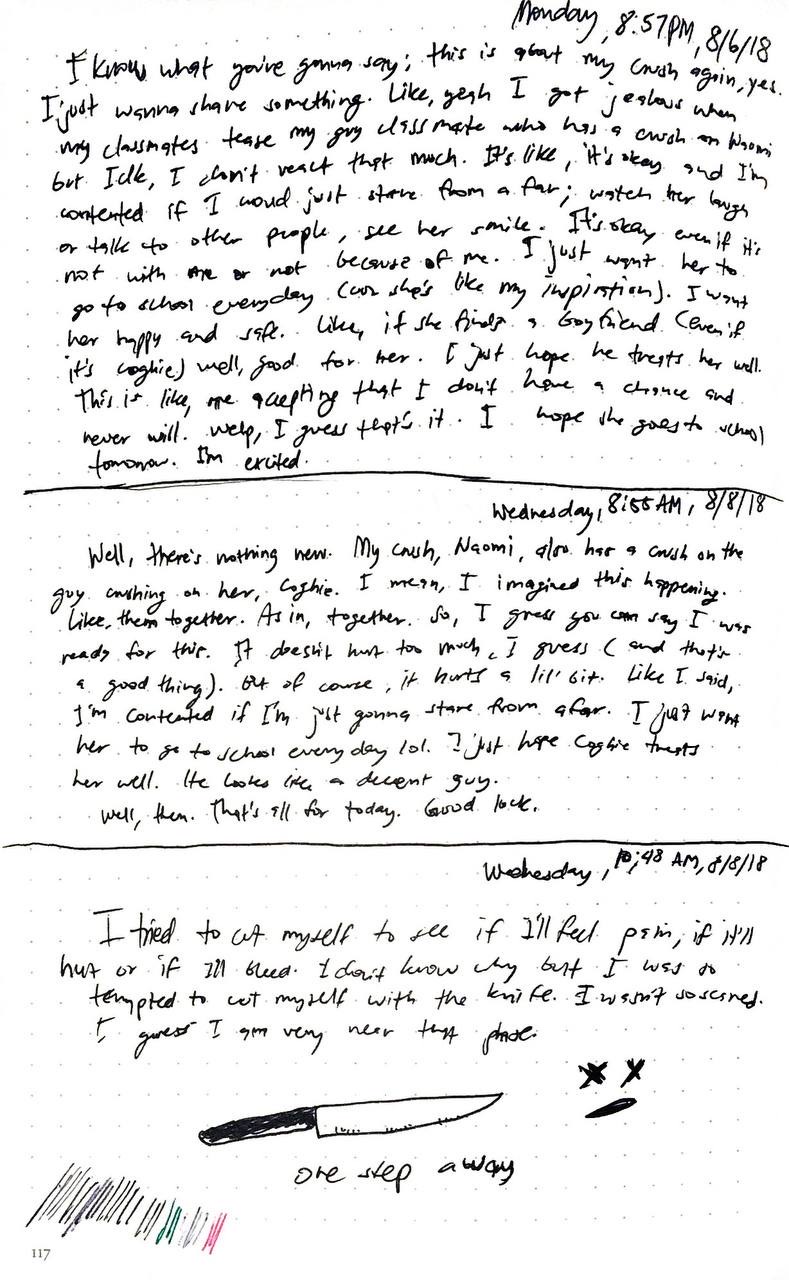 Monday, 8:57PM, 8/6/18
I know what you're gonna say; this is about my crush again, yes.
I just wanna share something. Like, yeah I got jealous when
my classmates tease my guy classmate who has a crush on Naomi
but Idk, I don't react that much. It's like, it's okay and I'm
contented if I woud just stare from a far; watch her laugh
or talk to other people, see her smile. It's okay even if it's
not with me or not because of me. I just want her to
go to school everyday (cuz she's like my inspiration). I want
her happy and safe. Like, if she finds a boyfriend (even if
it's Coghie) well, good for her. I just hope he treats her well.
This is like, me accepting that I don't have a chance and
never will. Welp, I guess that's it. I hope she goes to school
tomorrow. I'm excited.
Wednesday, 8:55 AM, 8/8/18
Well, there's nothing new. My crush, Naomi, also has a crush on the
guy crushing on her, Coghie. I mean, I imagined this happening.
Like, them together. As in, together. So, I guess you can say I was
ready for this. It doesn't hurt too much, I guess (and that's
a good thing). But of course, it hurts a lil' bit. Like I said,
I'm contented if I'm just gonna stare from afar. I just want
her to go to school everyday lol. I just hope Coghie treats
her well. He looks like a decent guy.
Well, then. That's all for today. Good luck.
Wednesday, 10:48 AM, 8/8/18
I tried to cut myself to see if I'll feel pain, if it'll
hurt or if I'll bleed. I don't know why but I was so
tempted to cut myself with the knife. I wasn't so scared.
I guess I am very near that phase.
one step away
117